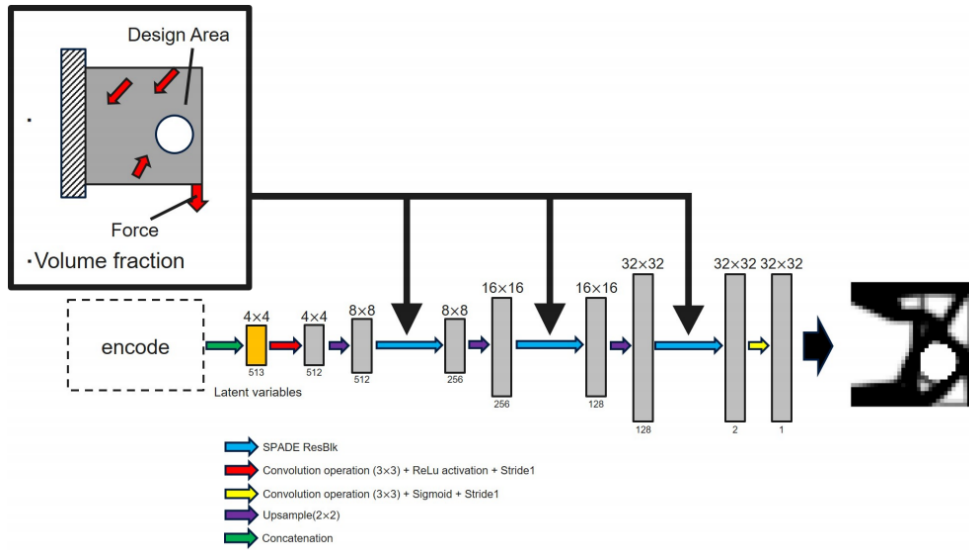 Design Area
Force
·Volume fraction
encode
4×4
513
Latent variables
4×4
512
8×8
512
8×8
256
16×16
256
16×16
128
32×32
128
32×32
2
32×32
1
SPADE ResBlk
Convolution operation (3×3) + ReLu activation + Stride1
Convolution operation (3×3) + Sigmoid + Stride1
Upsample(2×2)
Concatenation